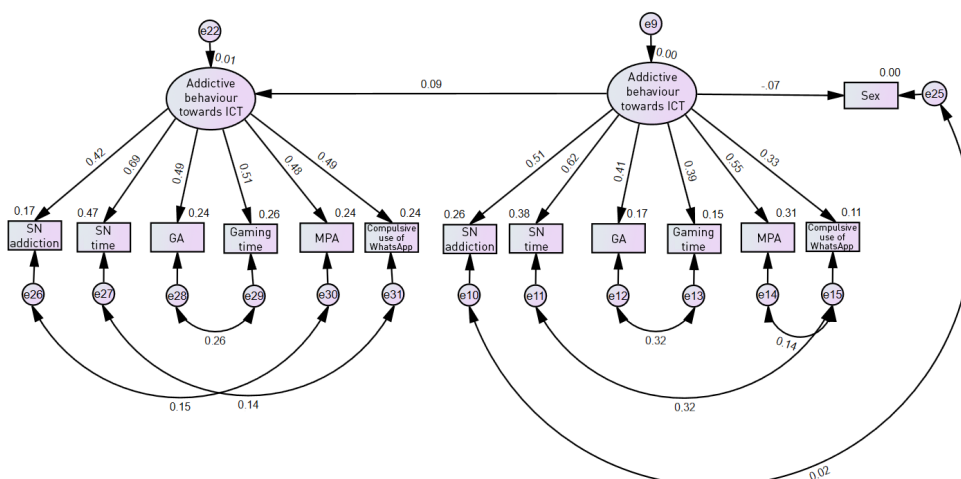 e22
e9
0.01
0.00
Addictive
behaviour
towards ICT
0.09
Addictive
behaviour
towards ICT
-.07
0.00
Sex
e25
0.42
0.69
0.49
0.51
0.48
0.49
0.51
0.62
0.41
0.39
0.55
0.33
0.17
0.47
0.24
0.26
0.24
0.24
0.26
0.38
0.17
0.15
0.31
0.11
SN
addiction
SN
time
GA
Gaming
time
MPA
Compulsive
use of
WhatsApp
SN
addiction
SN
time
GA
Gaming
time
MPA
Compulsive
use of
WhatsApp
e26
e27
e28
e29
e30
e31
e10
e11
e12
e13
e14
e15
0.26
0.32
0.14
0.15
0.14
0.32
0.02